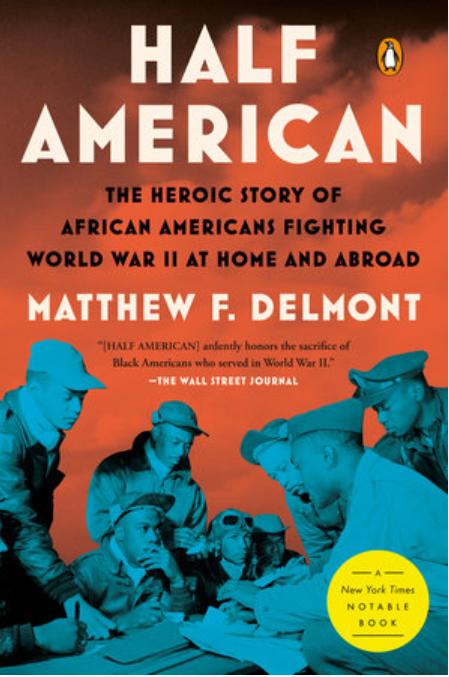 HALF
AMERICAN
THE HEROIC STORY OF
AFRICAN AMERICANS FIGHTING
WORLD WAR II AT HOME AND ABROAD
MATTHEW F. DELMONT
“[HALF AMERICAN] ardently honors the sacrifice of
Black Americans who served in World War II.”
—THE WALL STREET JOURNAL
A
New York Times
NOTABLE
BOOK